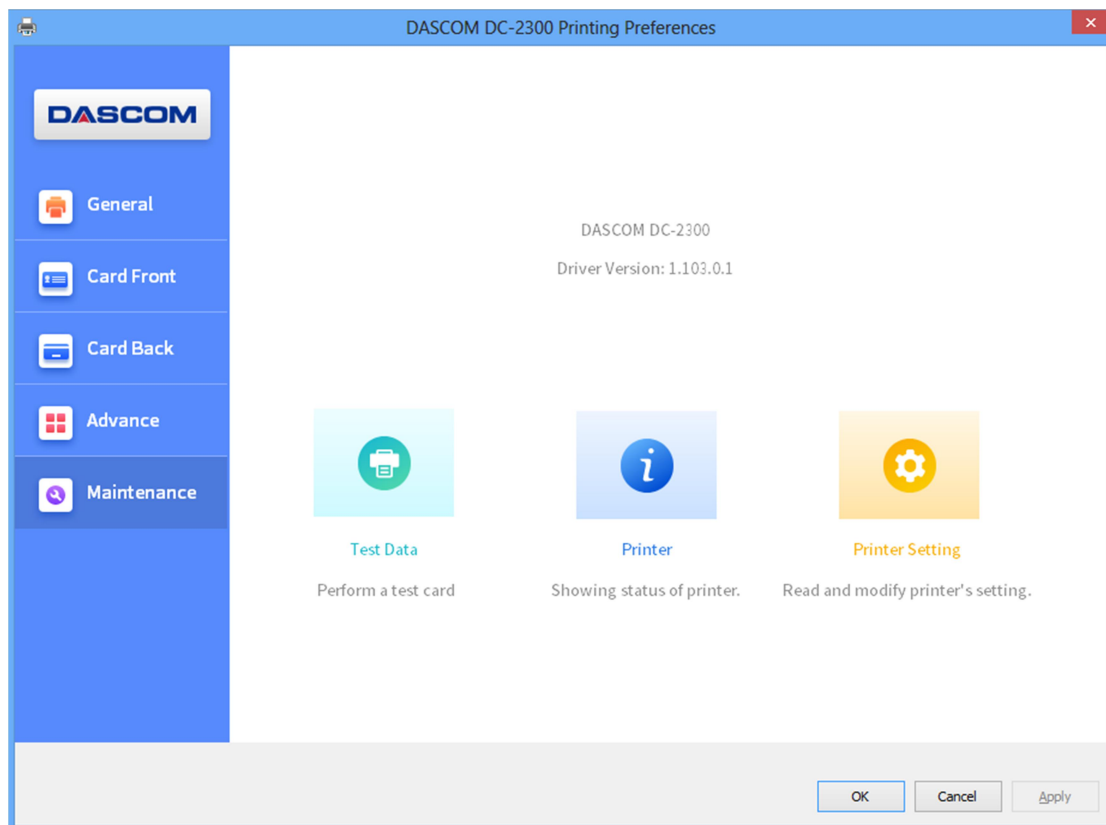 DASCOM DC-2300 Printing Preferences
DASCOM
General
Card Front
Card Back
Advance
Maintenance
DASCOM DC-2300
Driver Version: 1.103.0.1
Test Data
Perform a test card
Printer
Showing status of printer.
Printer Setting
Read and modify printer's setting.
OK
Cancel
Apply